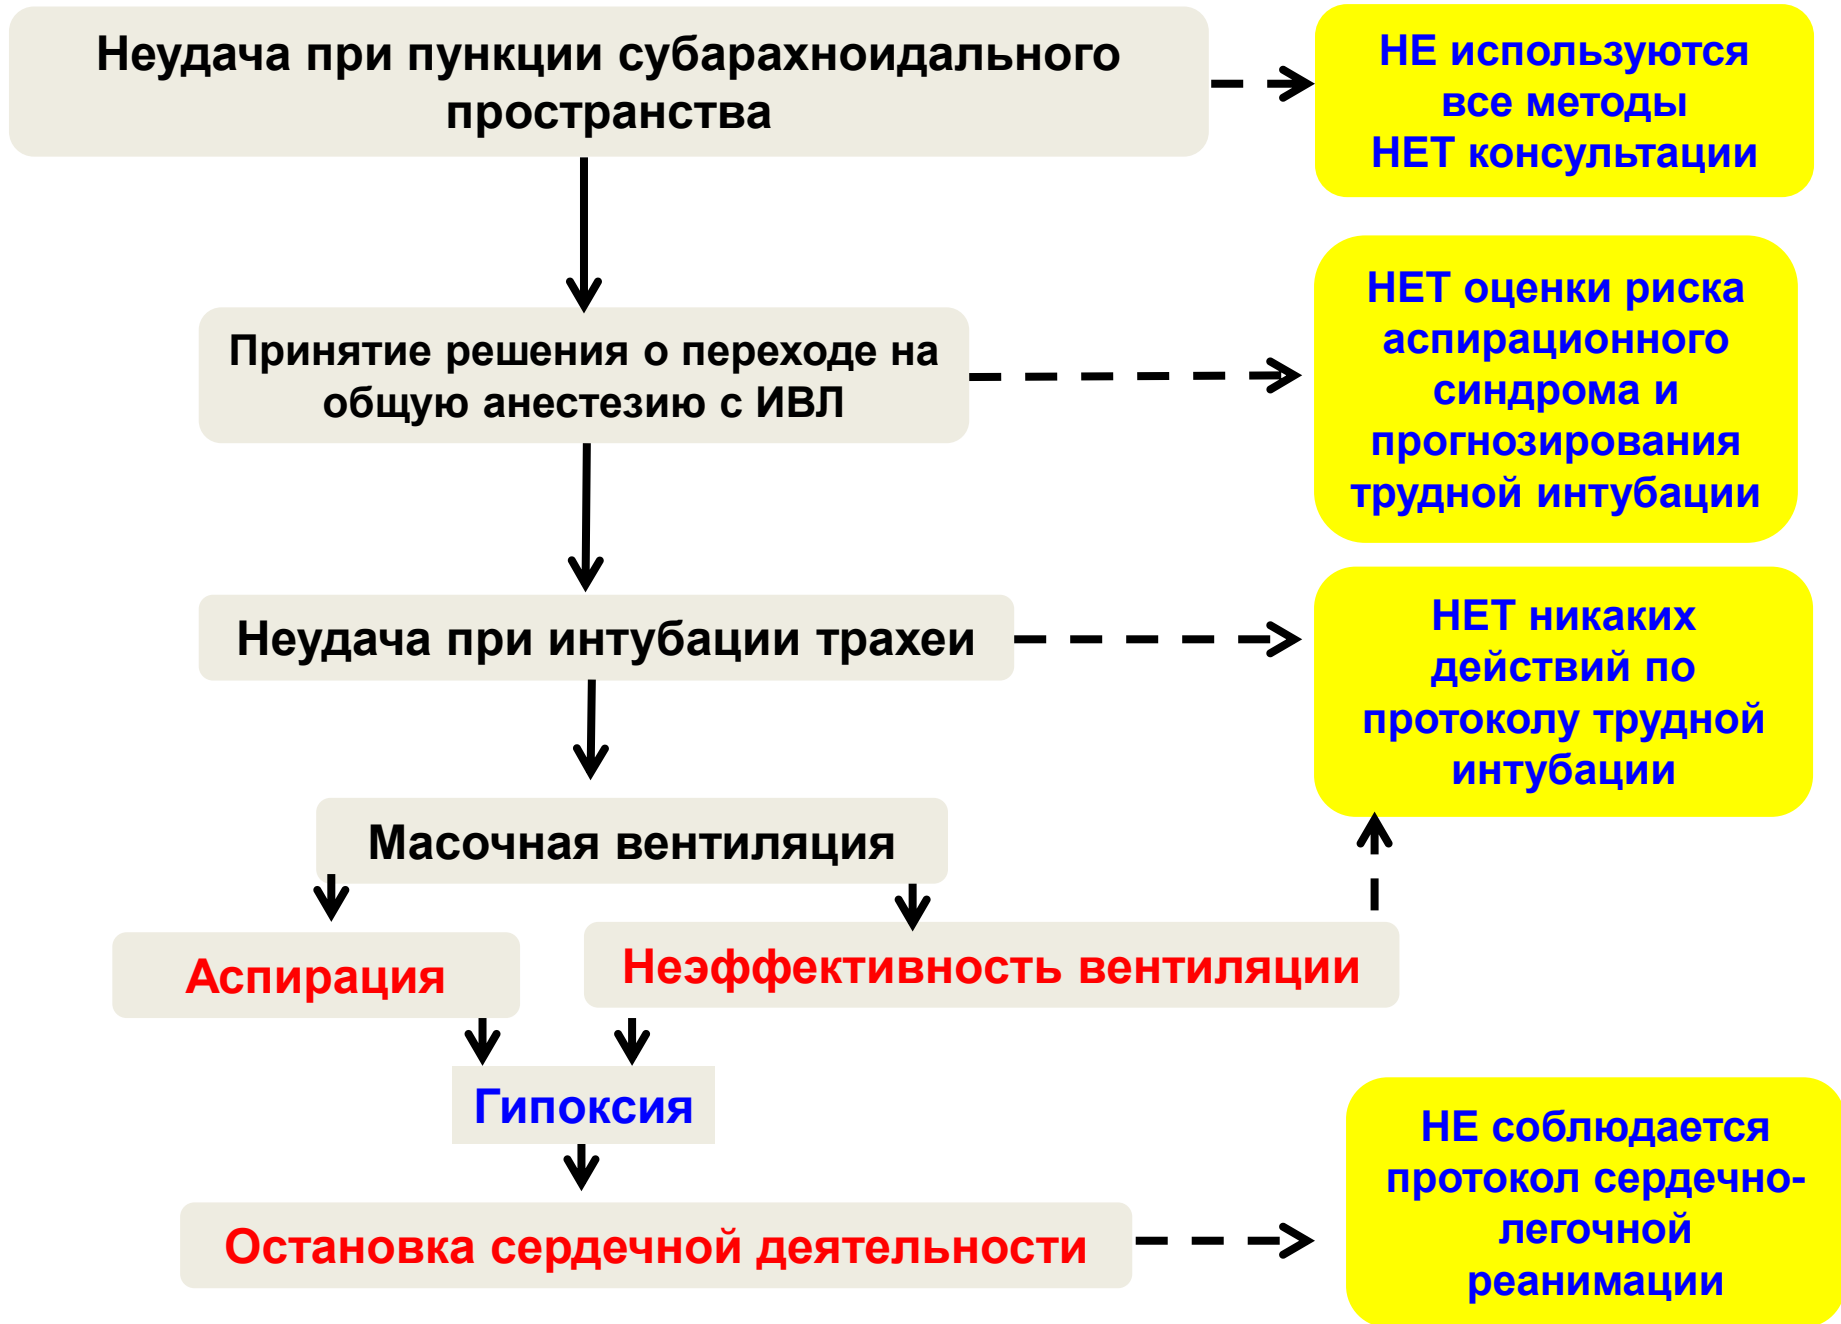 Неудача при пункции субарахноидального
пространства
НЕ используются
все методы
НЕТ консультации
Принятие решения о переходе на
общую анестезию с ИВЛ
НЕТ оценки риска
аспирационного
синдрома и
прогнозирования
трудной интубации
Неудача при интубации трахеи
НЕТ никаких
действий по
протоколу трудной
интубации
Масочная вентиляция
Аспирация
Неэффективность вентиляции
Гипоксия
Остановка сердечной деятельности
НЕ соблюдается
протокол сердечно-
легочной
реанимации